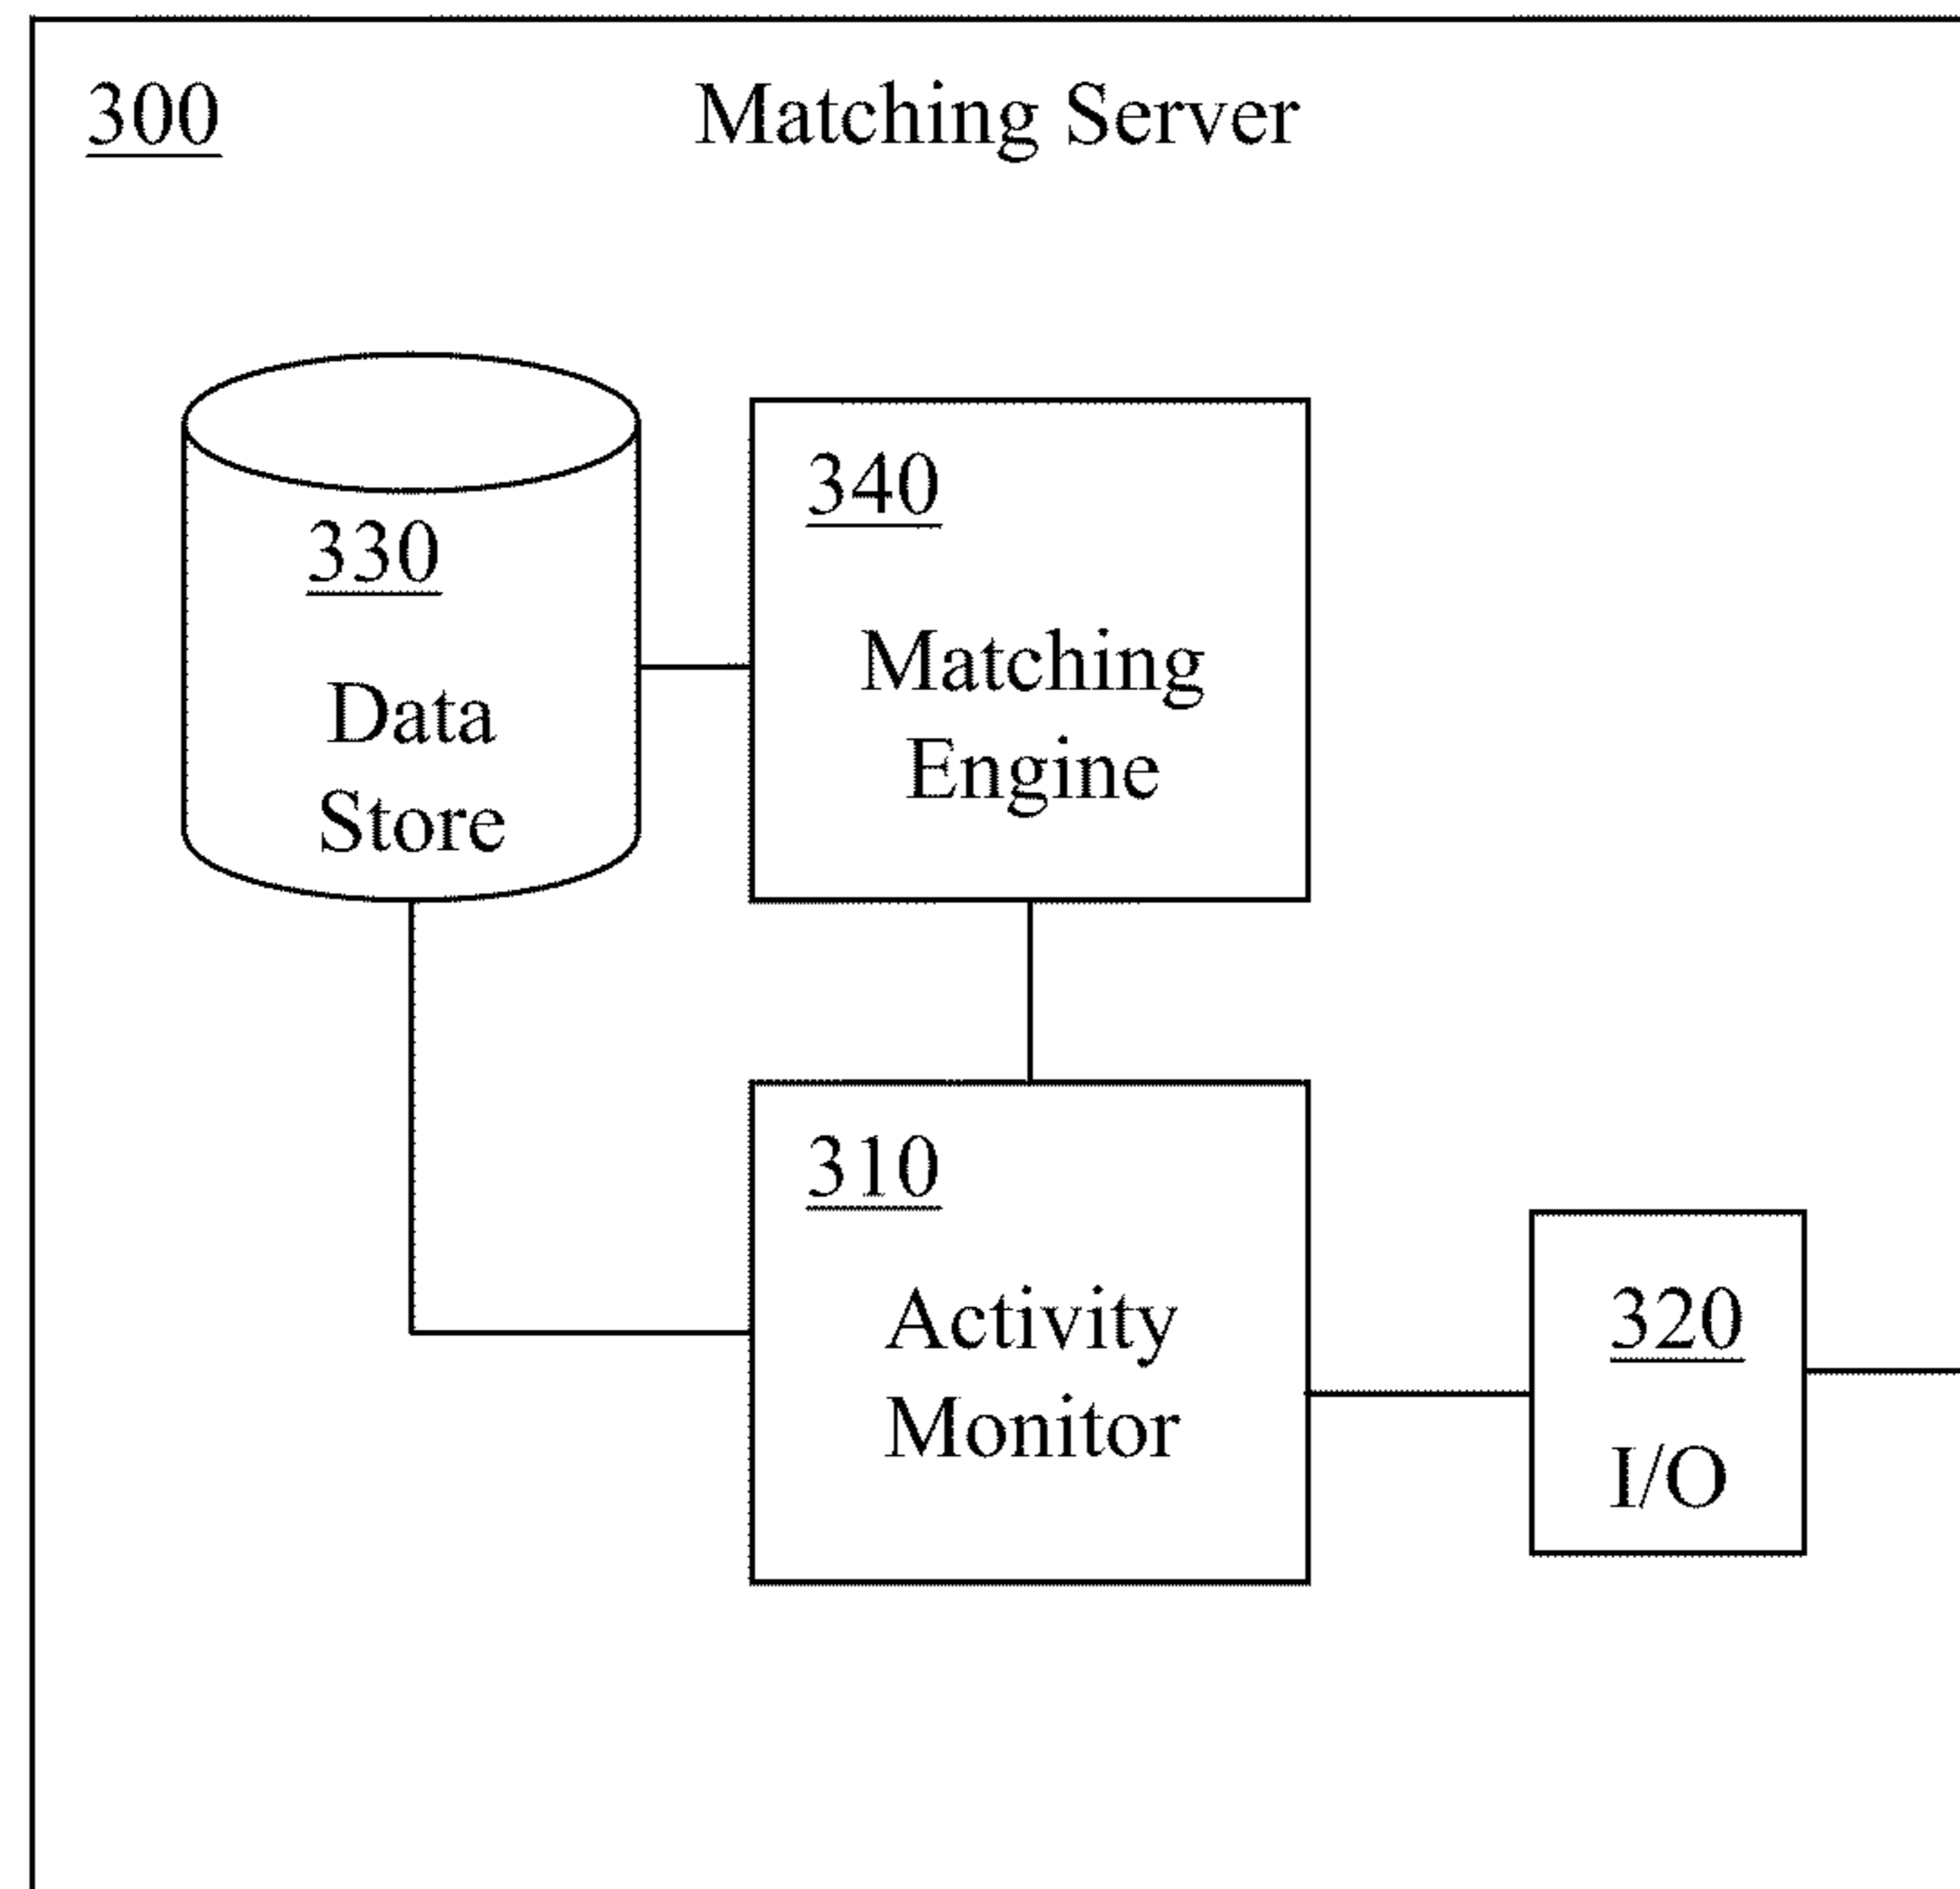 300
Matching Server
330
Data
Store
340
Matching
Engine
310
Activity
Monitor
320
I/O